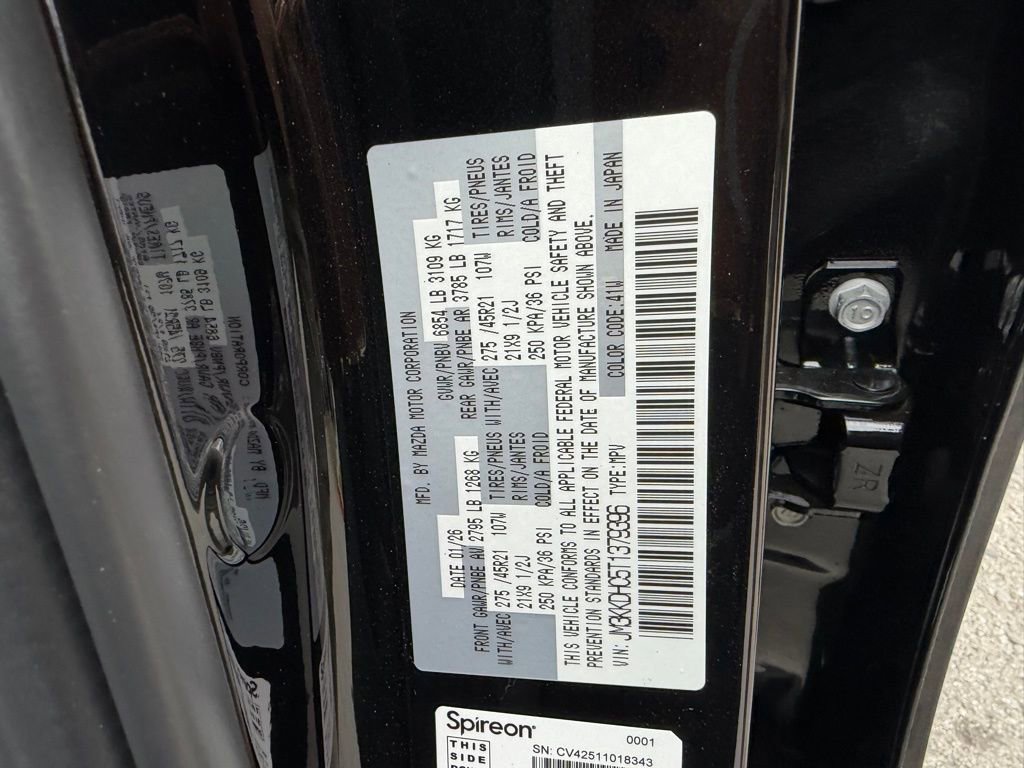 MFD. BY MAZDA MOTOR CORPORATION
DATE 01/26 GVWR/PNBV 6854 LB 3109 KG
FRONT GAWR/PNBE AV 2795 LB 1268 KG REAR GAWR/PNBE AR 3785 LB 1717 KG
WITH/AVEC 275 /45R21 107W TIRES/PNEUS WITH/AVEC 275 /45R21 107W TIRES/PNEUS
21X9 1/2J RIMS/JANTES 21X9 1/2J RIMS/JANTES
250 KPA/36 PSI COLD/A FROID 250 KPA/36 PSI COLD/A FROID
THIS VEHICLE CONFORMS TO ALL APPLICABLE FEDERAL MOTOR VEHICLE SAFETY AND THEFT
PREVENTION STANDARDS IN EFFECT ON THE DATE OF MANUFACTURE SHOWN ABOVE.
VIN: JM3KKDHC5T1379396 TYPE:MPV COLOR CODE:41W MADE IN JAPAN
Spireon 0001
THIS SN: CV42511018343
SIDE
ZR